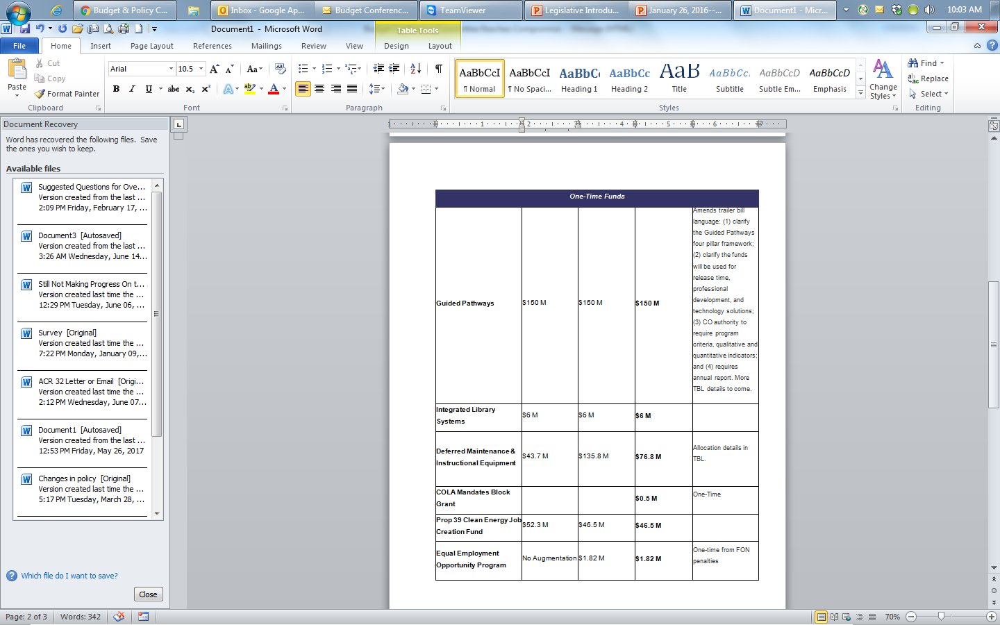 Budget & Policy C...
Inbox - Google Ap...
Budget Conferenc...
TeamViewer
Legislative Introdu...
January 26, 2016--...
Document1 - Micr...
10:03 AM
Document1 - Microsoft Word
Table Tools
File
Home
Insert
Page Layout
References
Mailings
Review
View
Design
Layout
Paste
Cut
Copy
Format Painter
Clipboard
Arial
10.5
Font
Paragraph
AaBbCcI
¶ Normal
AaBbCcI
¶ No Spaci...
AaBbCc
Heading 1
AaBbCc
Heading 2
AaB
Title
AaBbCc.
Subtitle
AaBbCcD
Subtle Em...
AaBbCcD
Emphasis
Change
Styles
Styles
Find
Replace
Select
Editing
Document Recovery
Word has recovered the following files. Save
the ones you wish to keep.
Available files
Suggested Questions for Ove...
Version created from the last ...
2:09 PM Friday, February 17, ...
Document3 [Autosaved]
Version created from the last ...
3:26 AM Wednesday, June 14...
Still Not Making Progress On t...
Version created last time the ...
12:29 PM Tuesday, June 06, ...
Survey [Original]
Version created last time the ...
7:22 PM Monday, January 09,...
ACR 32 Letter or Email [Origi...
Version created last time the ...
2:12 PM Wednesday, June 07...
Document1 [Autosaved]
Version created from the last ...
12:53 PM Friday, May 26, 2017
Changes in policy [Original]
Version created last time the ...
5:17 PM Tuesday, March 28, ...
Which file do I want to save?
Close
1 1 2 3 4 5 6 7
One-Time Funds
Guided Pathways
$150 M
$150 M
$150 M
Amends trailer bill
language: (1) clarify
the Guided Pathways
four pillar framework;
(2) clarify the funds
will be used for
release time,
professional
development, and
technology solutions;
(3) CO authority to
require program
criteria, qualitative and
quantitative indicators;
and (4) requires
annual report. More
TBL details to come.
Integrated Library
Systems
$6 M
$6 M
$6 M
Deferred Maintenance &
Instructional Equipment
$43.7 M
$135.8 M
$76.8 M
Allocation details in
TBL.
COLA Mandates Block
Grant
$0.5 M
One-Time
Prop 39 Clean Energy Job
Creation Fund
$52.3 M
$46.5 M
$46.5 M
Equal Employment
Opportunity Program
No Augmentation
$1.82 M
$1.82 M
One-time from FON
penalties
Page: 2 of 3
Words: 342
70%